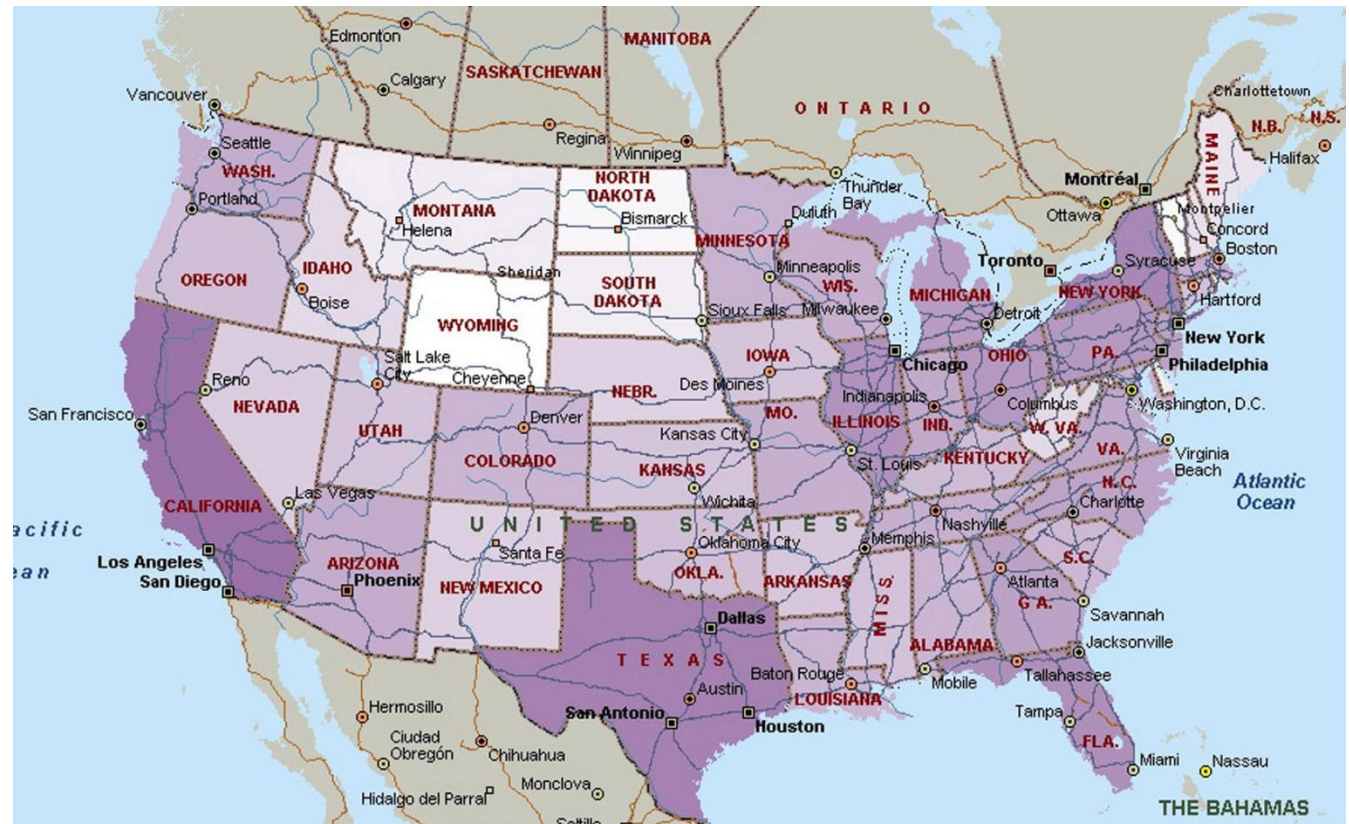 Edmonton
MANITOBA
SASKATCHEWAN
Calgary
Vancouver
Charlottetown
ONTARIO
N.B.
N.S.
Seattle
Regina
Winnipeg
Halifax
WASH.
MAINE
Montréal
NORTH
DAKOTA
Thunder
Bay
Portland
MONTANA
Ottawa
Montpelier
Helena
Bismarck
Duluth
Concord
MINNESOTA
Boston
IDAHO
Sheridan
Minneapolis
Toronto
Syracuse
OREGON
SOUTH
DAKOTA
WIS.
MICHIGAN
NEW YORK
Boise
Hartford
Sioux Falls
Milwaukee
Detroit
WYOMING
New York
Salt Lake
City
IOWA
Chicago
OHIO
PA.
Philadelphia
Reno
Cheyenne
Des Moines
NEBR.
Indianapolis
Columbus
Washington, D.C.
NEVADA
San Francisco
Denver
MO.
ILLINOIS
IND.
W. VA.
UTAH
Kansas City
COLORADO
KANSAS
St. Louis
KENTUCKY
VA.
Virginia
Beach
N.C.
Atlantic
Ocean
Las Vegas
Wichita
CALIFORNIA
Charlotte
UNITED STATES
Nashville
acific
ean
Santa Fe
Oklahoma City
Memphis
Los Angeles
ARIZONA
S.C.
San Diego
Phoenix
NEW MEXICO
OKLA.
ARKANSAS
Atlanta
MISS.
GA.
Savannah
Dallas
ALABAMA
Jacksonville
TEXAS
Baton Rouge
Mobile
Tallahassee
Austin
LOUISIANA
Hermosillo
San Antonio
Houston
Tampa
Ciudad
Obregón
FLA.
Chihuahua
Miami
Nassau
Monclova
Hidalgo del Parral
THE BAHAMAS
Saltillo